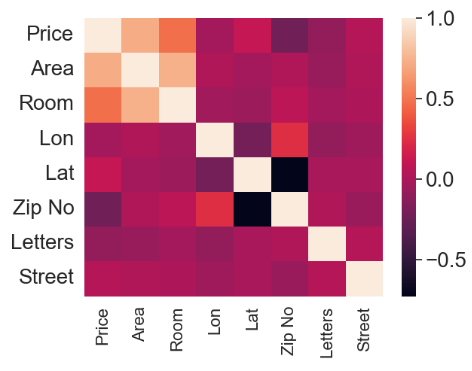 Price
Area
Room
Lon
Lat
Zip No
Letters
Street
Price
Area
Room
Lon
Lat
Zip No
Letters
Street
1.0
0.5
0.0
−0.5